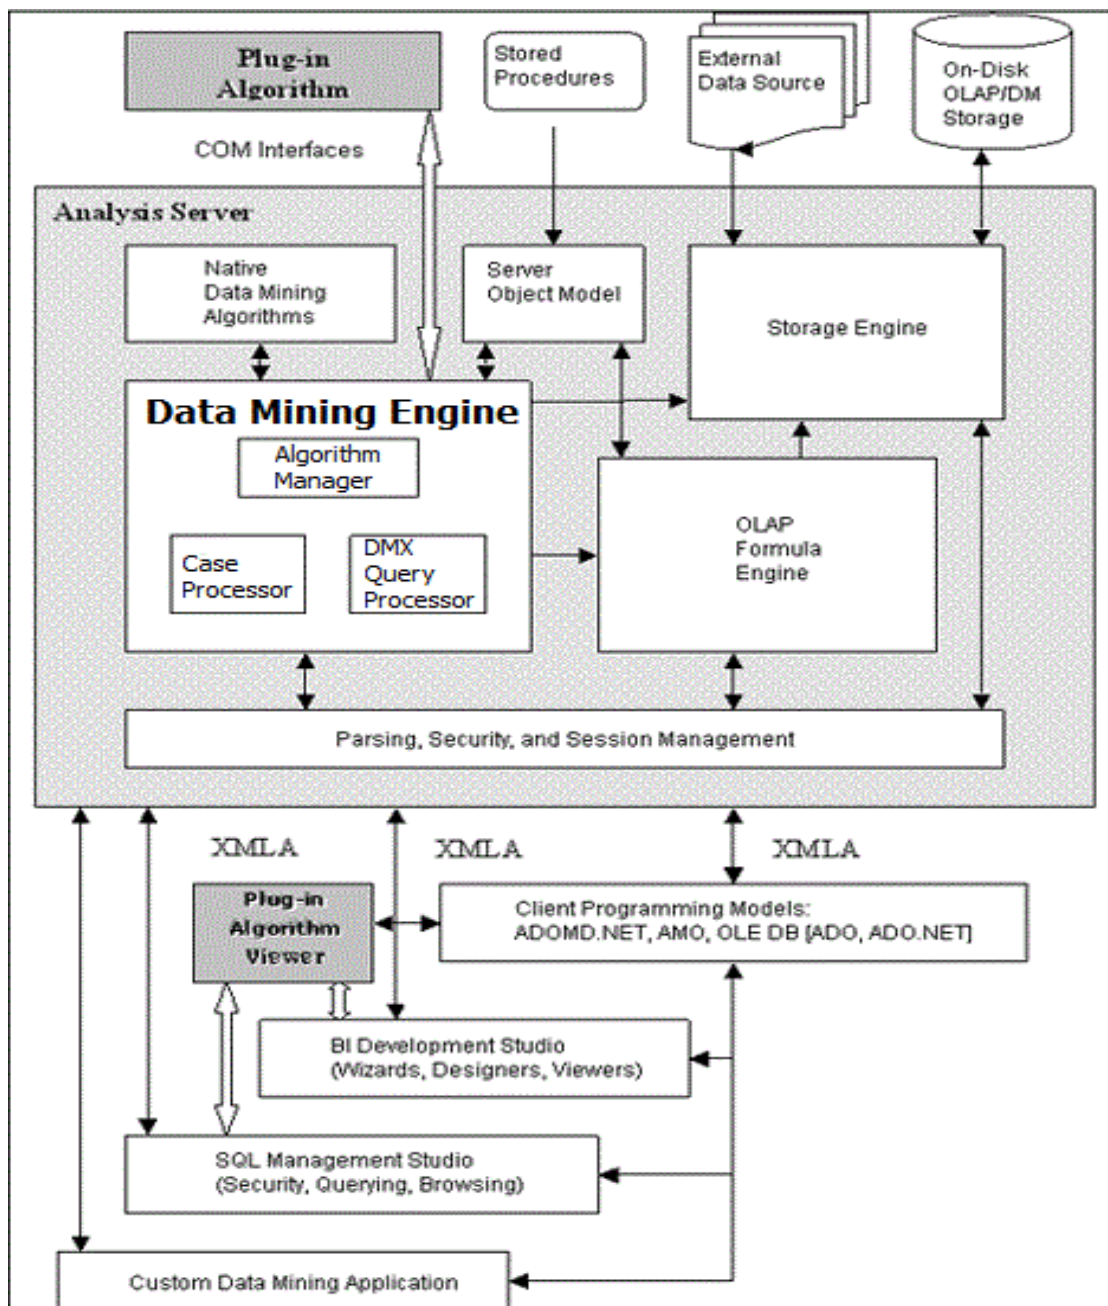 Plug-in
Algorithm
Stored
Procedures
External
Data Source
On-Disk
OLAP/DM
Storage
COM Interfaces
Analysis Server
Native
Data Mining
Algorithms
Server
Object Model
Storage Engine
Data Mining Engine
Algorithm
Manager
Case
Processor
DMX
Query
Processor
OLAP
Formula
Engine
Parsing, Security, and Session Management
XMLA
XMLA
XMLA
Plug-in
Algorithm
Viewer
Client Programming Models:
ADOMD.NET, AMO, OLE DB [ADO, ADO.NET]
BI Development Studio
(Wizards, Designers, Viewers)
SQL Management Studio
(Security, Querying, Browsing)
Custom Data Mining Application